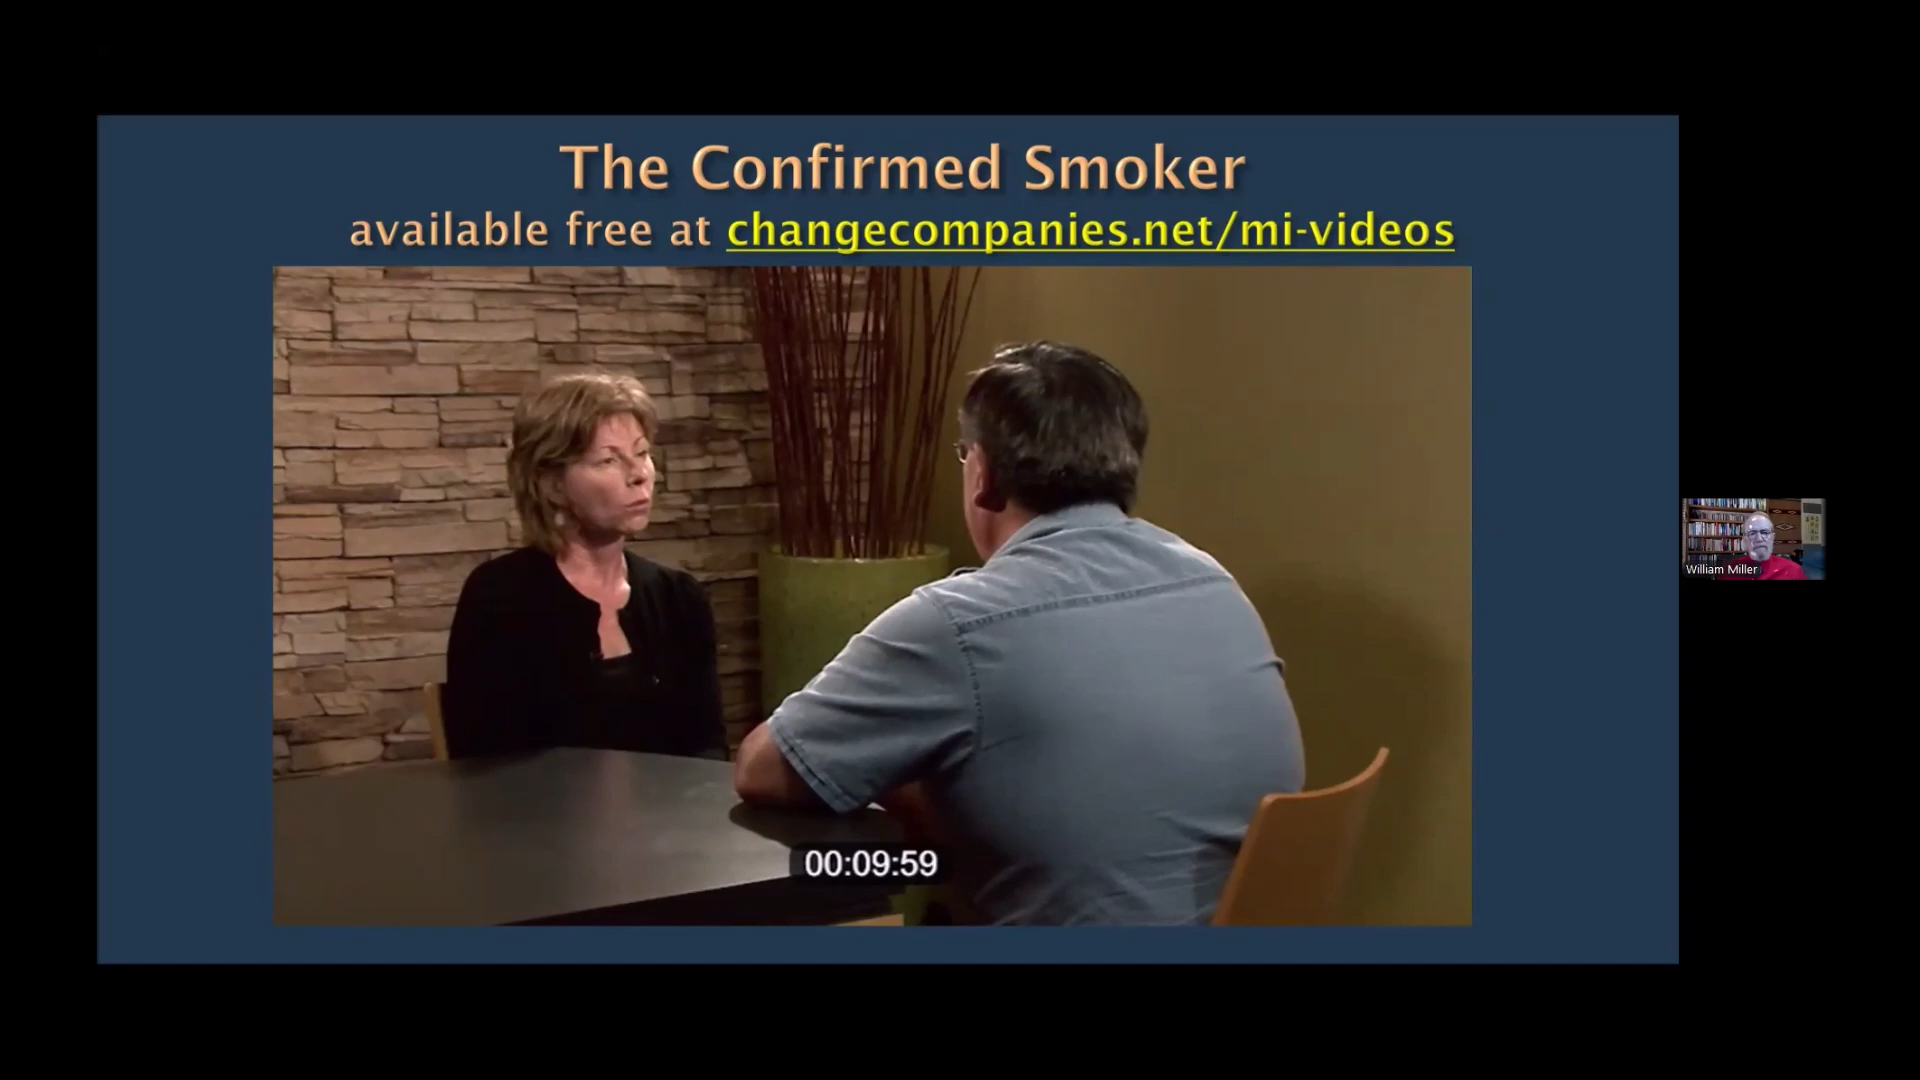 The Confirmed Smoker
available free at changecompanies.net/mi-videos
00:09:59
William Miller